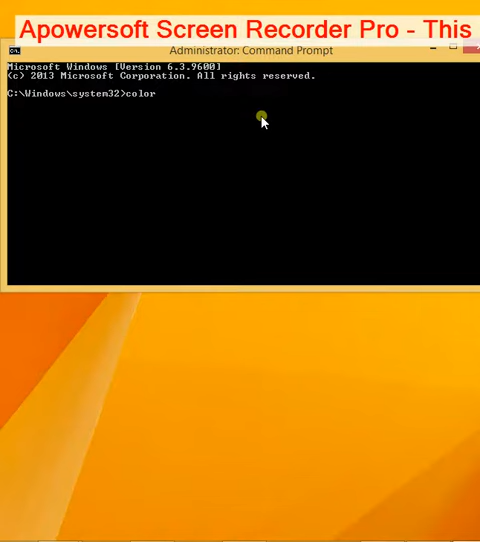 Apowersoft Screen Recorder Pro - This
Administrator: Command Prompt
Microsoft Windows [Version 6.3.9600]
(c) 2013 Microsoft Corporation. All rights reserved.
C:\Windows\system32>color